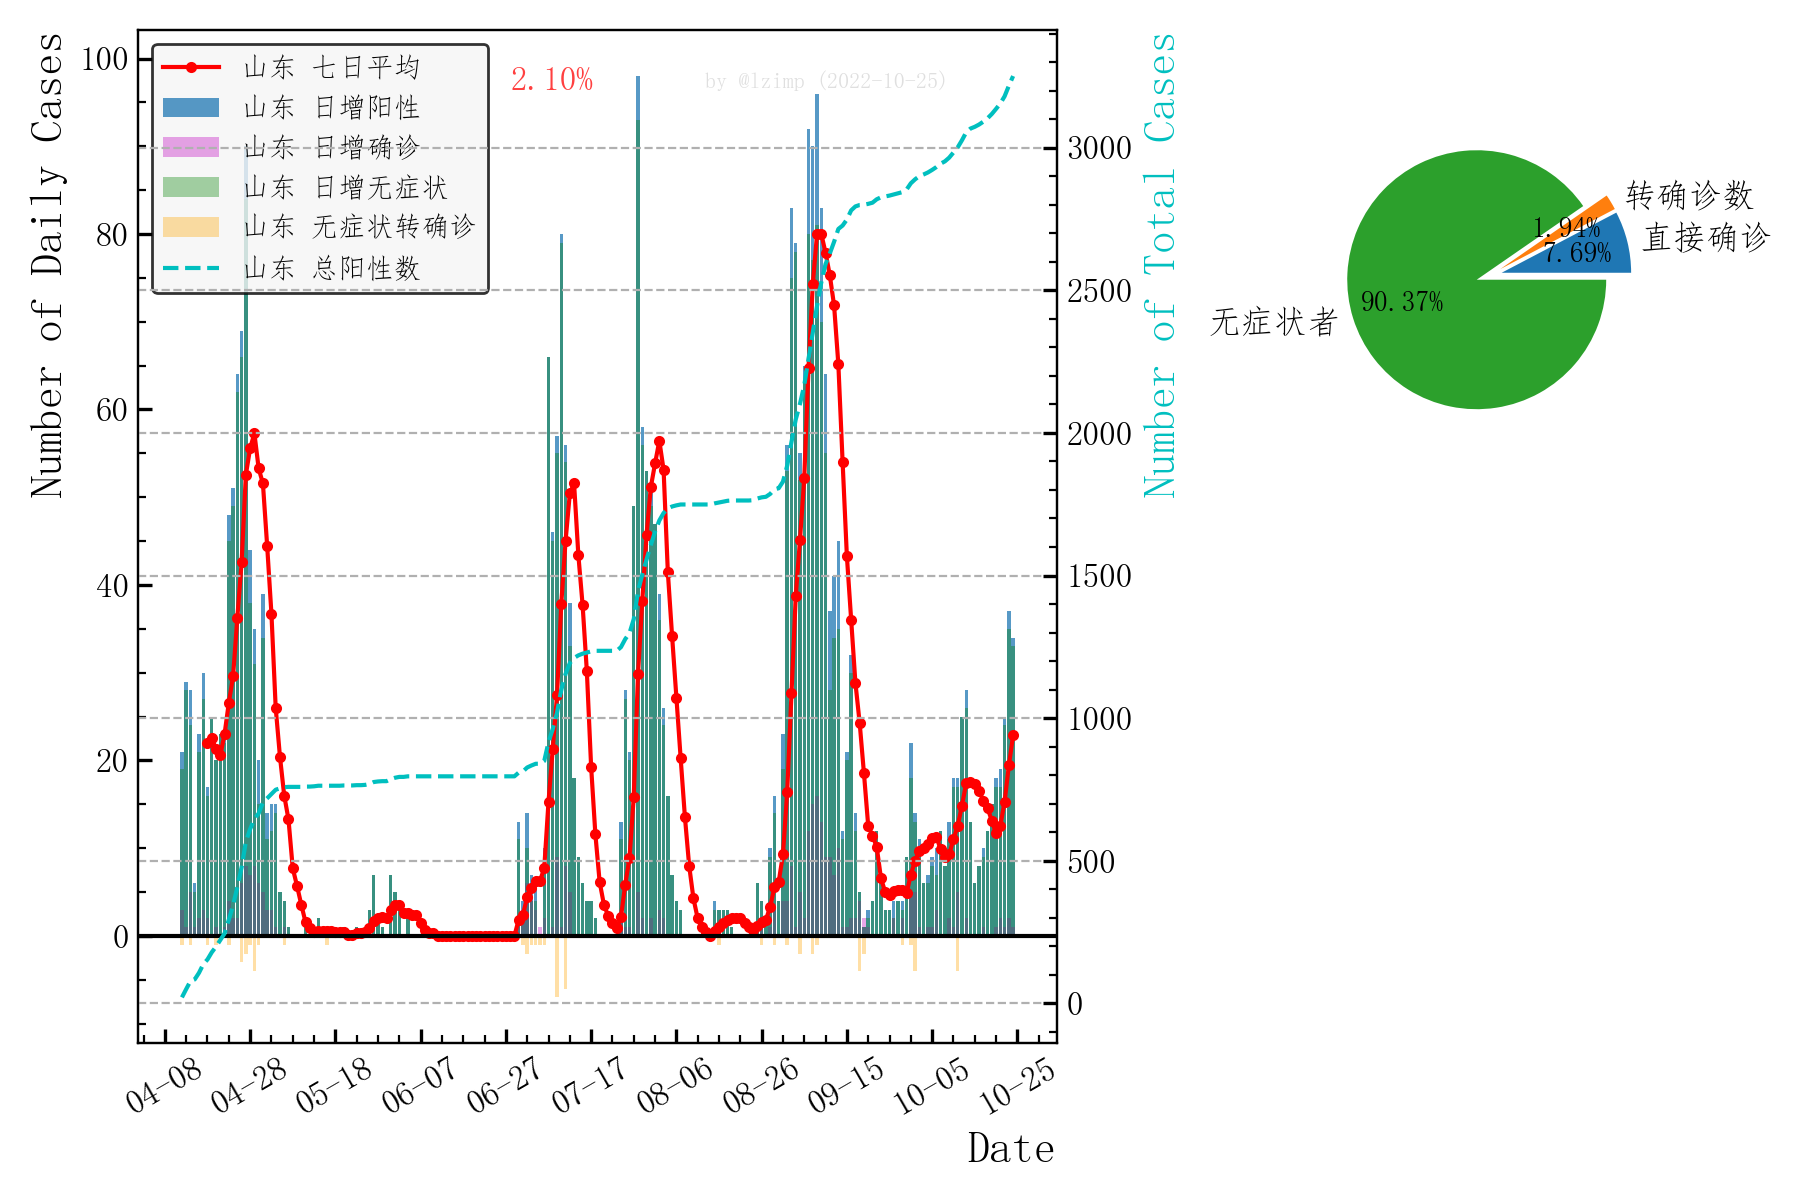 Number of Daily Cases
100
80
60
40
20
0
山东 七日平均
山东 日增阳性
山东 日增确诊
山东 日增无症状
山东 无症状转确诊
山东 总阳性数
2.10%
by @lzimp (2022-10-25)
3000
2500
2000
1500
1000
500
0
Number of Total Cases
04-08
04-28
05-18
06-07
06-27
07-17
08-06
08-26
09-15
10-05
10-25
Date
转确诊数
1.94%
直接确诊
7.69%
90.37%
无症状者